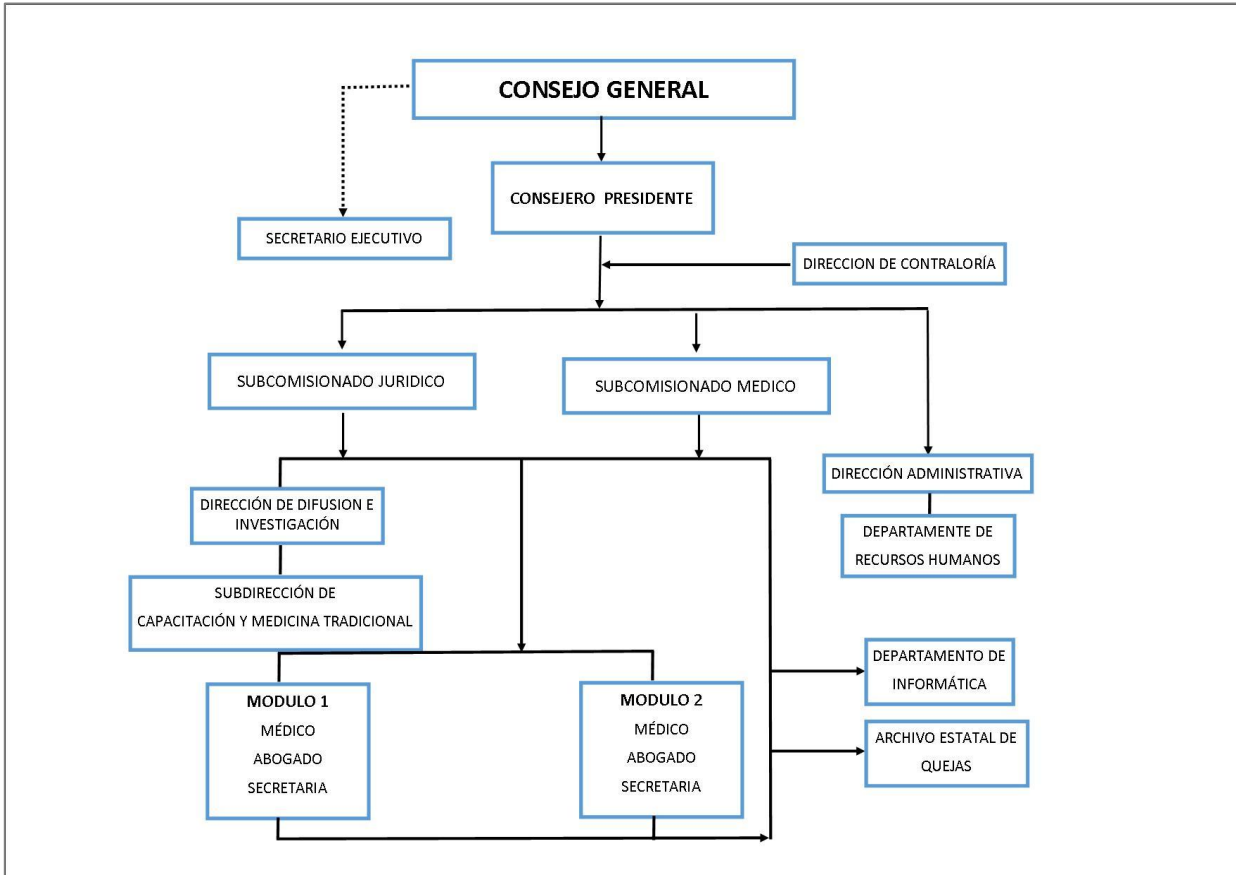 CONSEJO GENERAL
CONSEJERO PRESIDENTE
SECRETARIO EJECUTIVO
DIRECCION DE CONTRALORÍA
SUBCOMISIONADO JURIDICO
SUBCOMISIONADO MEDICO
DIRECCIÓN ADMINISTRATIVA
DEPARTAMENTE DE
RECURSOS HUMANOS
DIRECCIÓN DE DIFUSION E
INVESTIGACIÓN
SUBDIRECCIÓN DE
CAPACITACIÓN Y MEDICINA TRADICIONAL
MODULO 1
MÉDICO
ABOGADO
SECRETARIA
MODULO 2
MÉDICO
ABOGADO
SECRETARIA
DEPARTAMENTO DE
INFORMÁTICA
ARCHIVO ESTATAL DE
QUEJAS